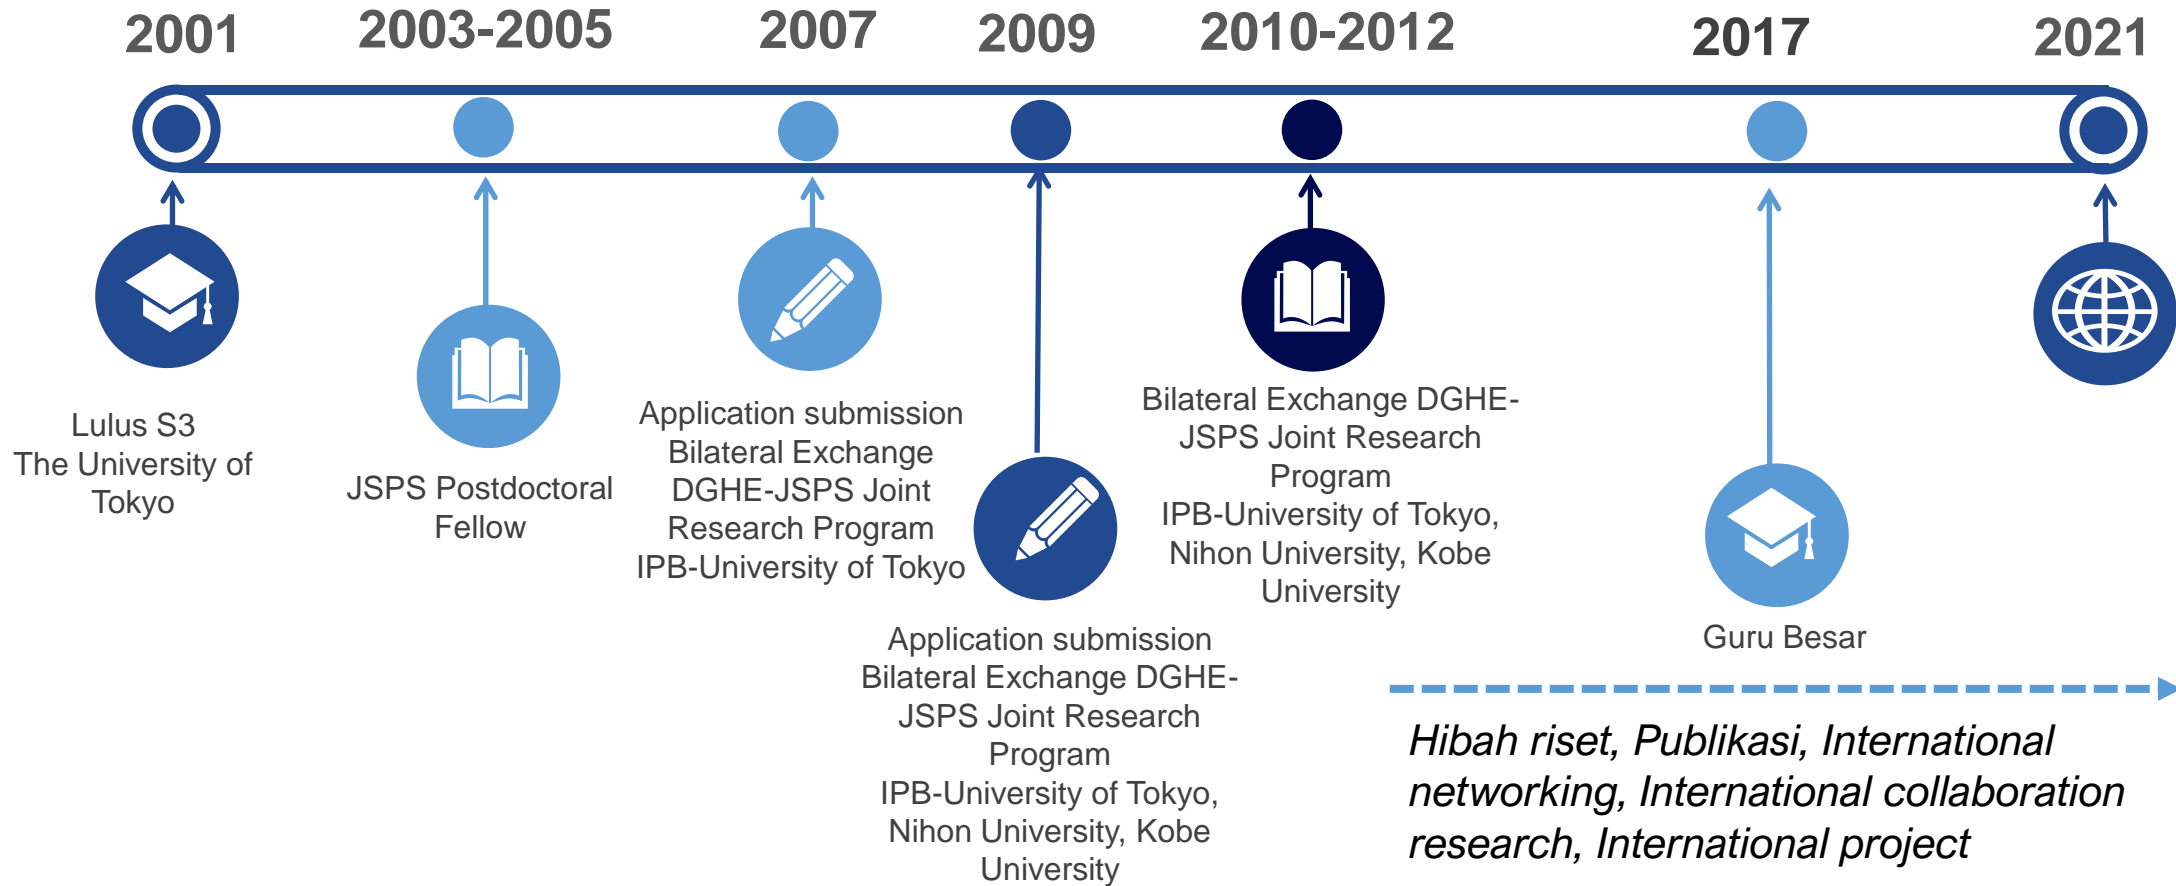 2001
2003-2005
2007
2009
2010-2012
2017
2021
Lulus S3
The University of
Tokyo
JSPS Postdoctoral
Fellow
Application submission
Bilateral Exchange
DGHE-JSPS Joint
Research Program
IPB-University of Tokyo
Application submission
Bilateral Exchange DGHE-
JSPS Joint Research
Program
IPB-University of Tokyo,
Nihon University, Kobe
University
Bilateral Exchange DGHE-
JSPS Joint Research
Program
IPB-University of Tokyo,
Nihon University, Kobe
University
Guru Besar
Hibah riset, Publikasi, International
networking, International collaboration
research, International project